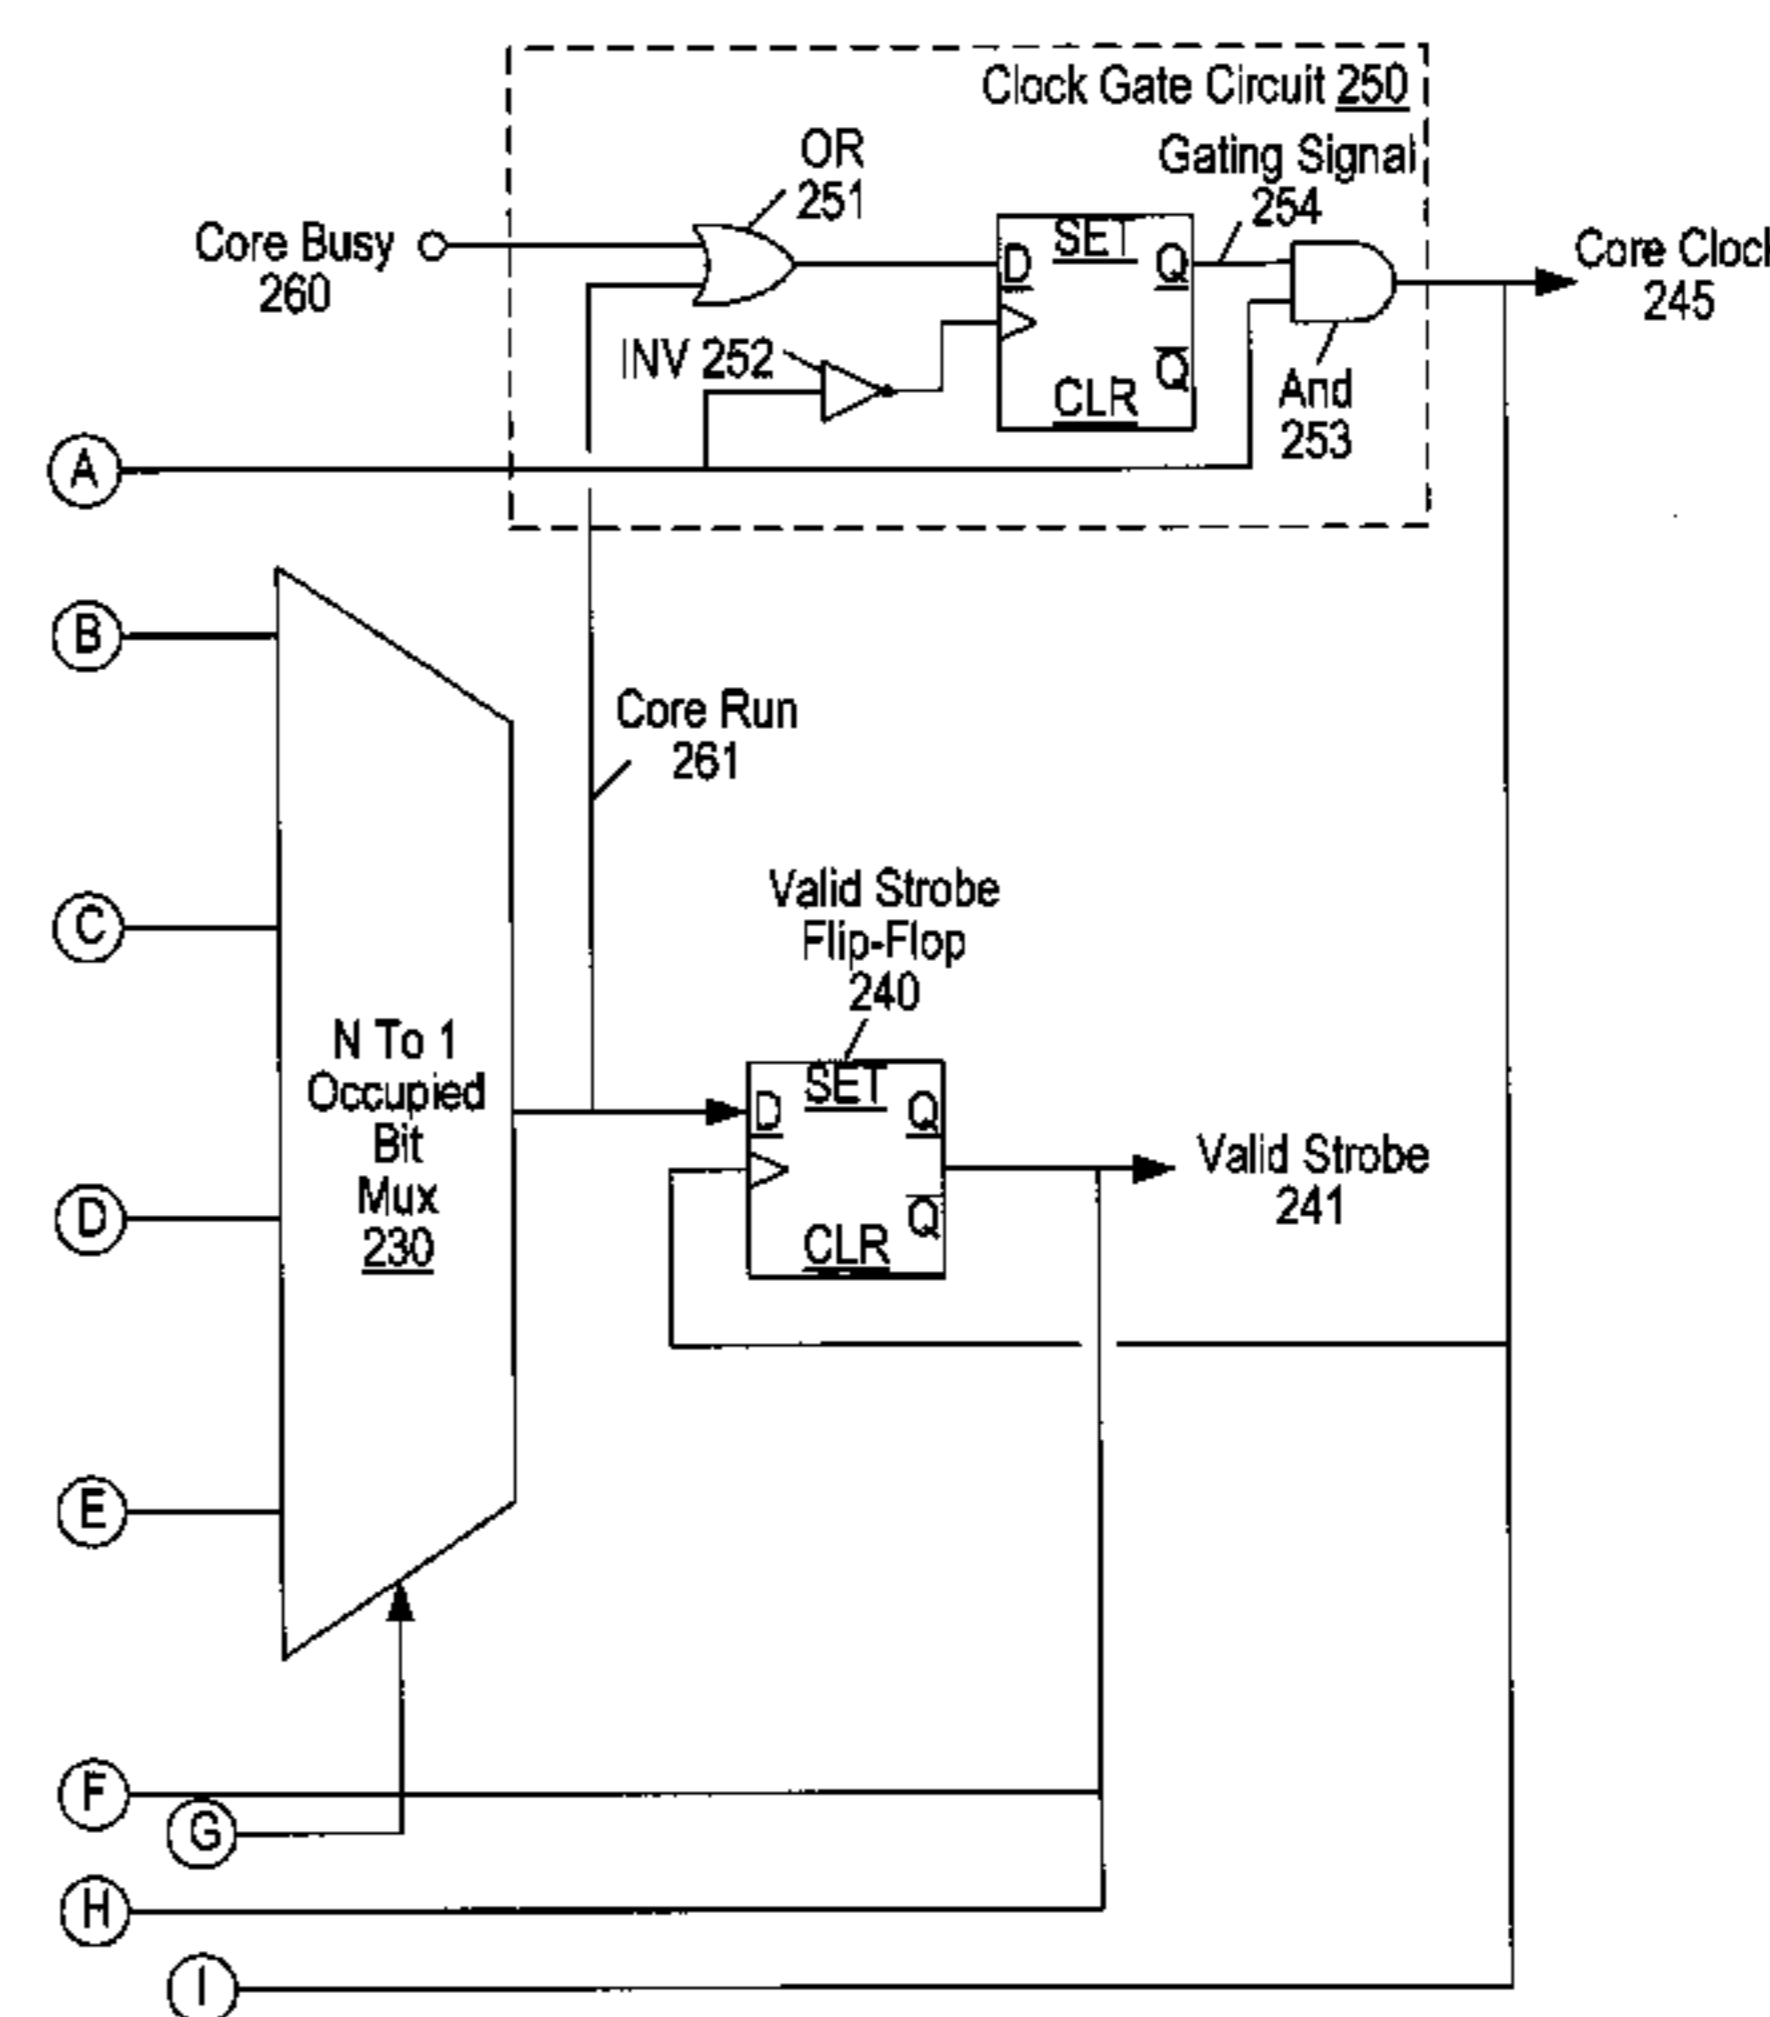 Clock Gate Circuit 250
OR
251
Gating Signal
254
Core Busy
260
D
SET
Q
Core Clock
245
INV 252
Q
CLR
And
253
A
B
Core Run
261
C
Valid Strobe
Flip-Flop
240
N To 1
Occupied
Bit
Mux
230
D
SET
Q
Valid Strobe
241
D
Q
CLR
E
F
G
H
I